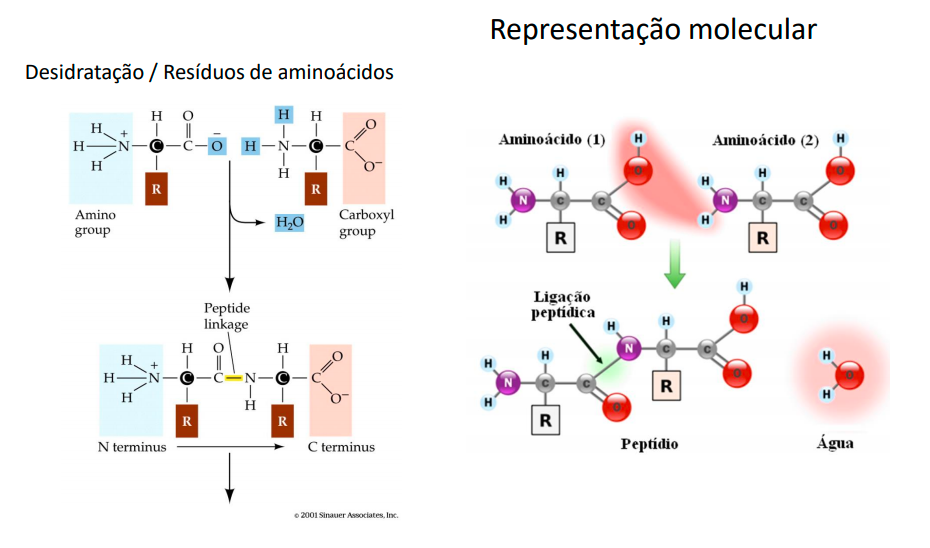 Representação molecular
Desidratação / Resíduos de aminoácidos
H H O H H
H N + C C O − H N C C O
H R H R O−
Amino
group
H₂O
Carboxyl
group
Peptide
linkage
H H O H O
H N + C C N C C
H R H R O−
N terminus
C terminus
© 2001 Sinauer Associates, Inc.
Aminoácido (1)
H
Aminoácido (2)
H
H H O H H O
N C C N C C
H R O H R O
Ligação
peptídica
H H H O
N C C
H H R O
N C C
H R O
Peptídio
H
O
H
Água